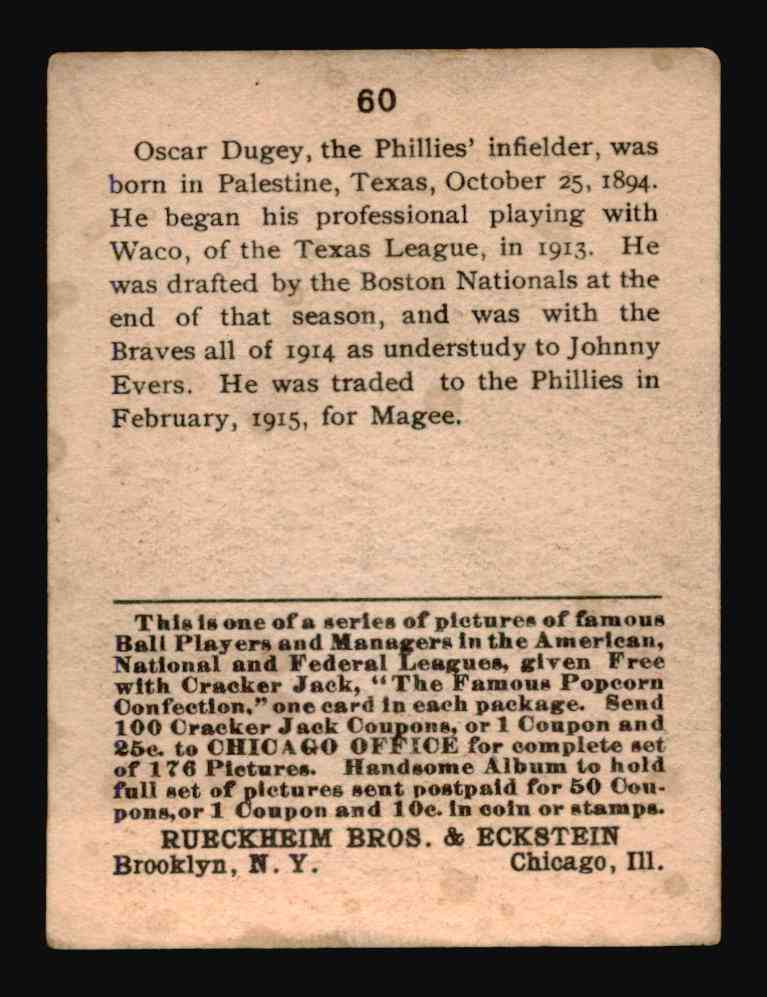 60
Oscar Dugey, the Phillies' infielder, was
born in Palestine, Texas, October 25, 1894.
He began his professional playing with
Waco, of the Texas League, in 1913. He
was drafted by the Boston Nationals at the
end of that season, and was with the
Braves all of 1914 as understudy to Johnny
Evers. He was traded to the Phillies in
February, 1915, for Magee.
This is one of a series of pictures of famous
Ball Players and Managers in the American,
National and Federal Leagues, given Free
with Cracker Jack, "The Famous Popcorn
Confection," one card in each package. Send
100 Cracker Jack Coupons, or 1 Coupon and
25c. to CHICAGO OFFICE for complete set
of 176 Pictures. Handsome Album to hold
full set of pictures sent postpaid for 50 Cou-
pons, or 1 Coupon and 10c. in coin or stamps.
RUECKHEIM BROS. & ECKSTEIN
Brooklyn, N. Y. Chicago, Ill.